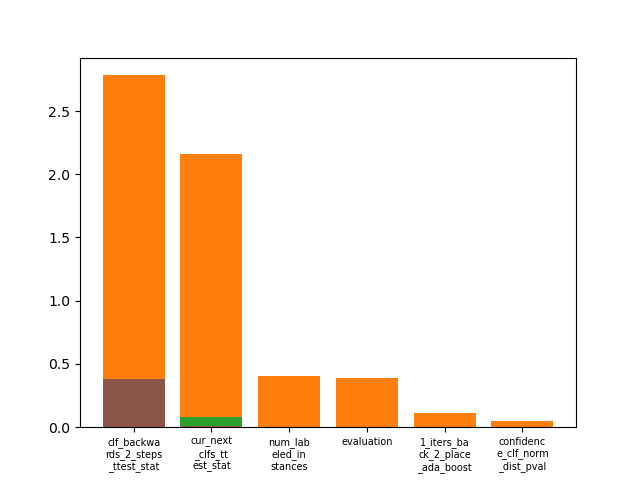 2.5
2.0
1.5
1.0
0.5
0.0
clf_backwa
rds_2_steps
_ttest_stat
cur_next
_clfs_tt
est_stat
num_lab
eled_in
stances
evaluation
1_iters_ba
ck_2_place
_ada_boost
confidenc
e_clf_norm
_dist_pval